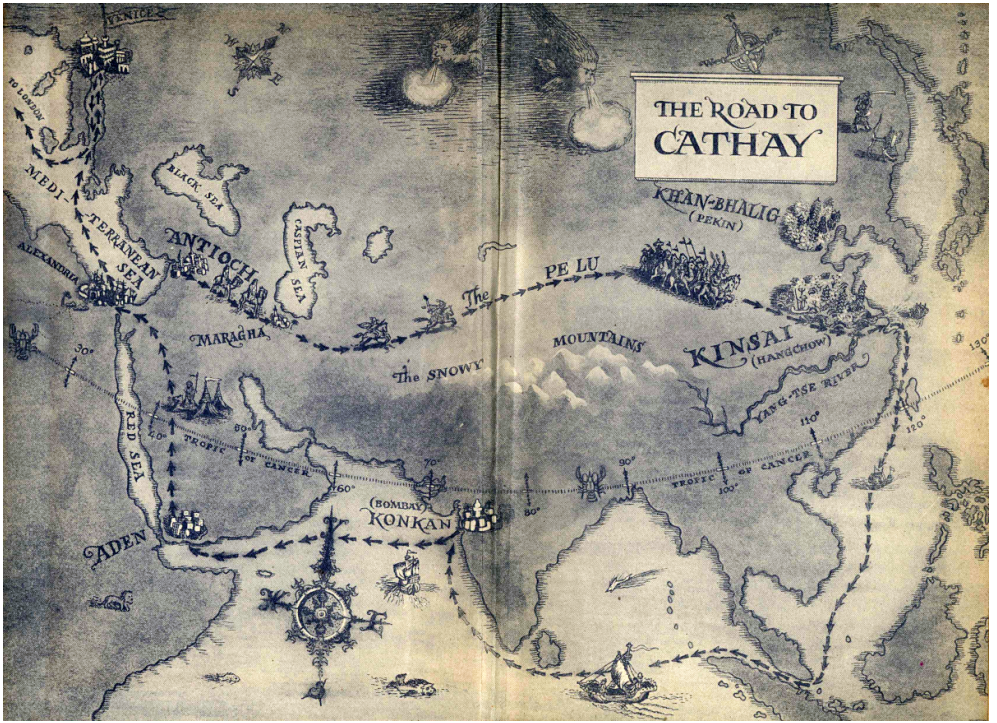 VENICE
TO LONDON
THE ROAD TO
CATHAY
N
W
E
S
BLACK SEA
MEDI-
TERRANEAN
SEA
KHAN-BHALIG
(PEKIN)
ANTIOCH
CASPIAN
SEA
ALEXANDRIA
The PE LU
MARAGHA
The SNOWY MOUNTAINS
KINSAI
(HANGCHOW)
YANG-TSE RIVER
30°
130°
RED SEA
40°
50°
TROPIC OF CANCER
60°
70°
80°
90°
TROPIC OF CANCER
100°
110°
120°
(BOMBAY)
KONKAN
ADEN